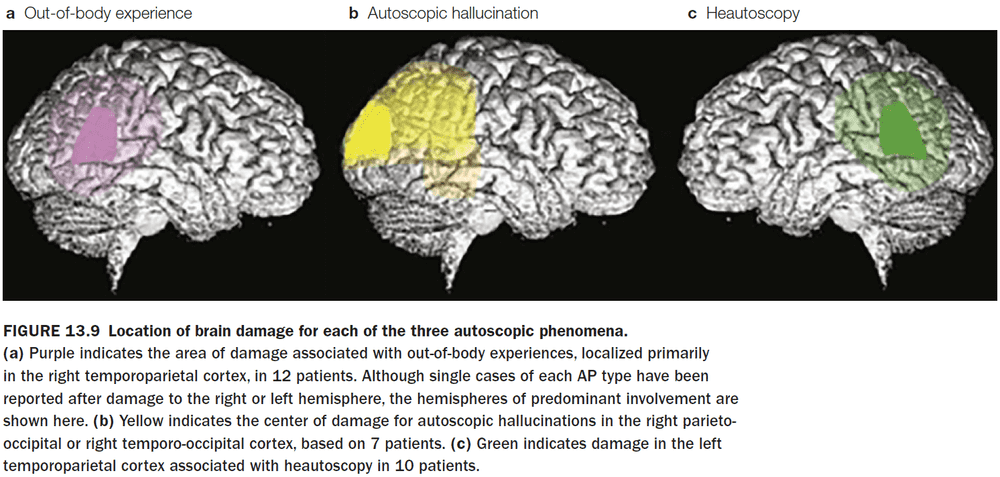 a Out-of-body experience
b Autoscopic hallucination
c Heautoscopy
FIGURE 13.9 Location of brain damage for each of the three autoscopic phenomena.
(a) Purple indicates the area of damage associated with out-of-body experiences, localized primarily
in the right temporoparietal cortex, in 12 patients. Although single cases of each AP type have been
reported after damage to the right or left hemisphere, the hemispheres of predominant involvement are
shown here. (b) Yellow indicates the center of damage for autoscopic hallucinations in the right parieto-
occipital or right temporo-occipital cortex, based on 7 patients. (c) Green indicates damage in the left
temporoparietal cortex associated with heautoscopy in 10 patients.